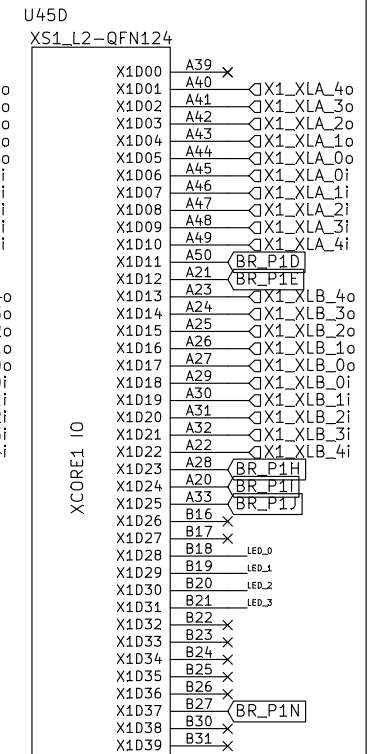 U45D
XS1_L2-QFN124
XCORE1 IO
X1D00 A39
X1D01 A40 X1_XLA_4o
X1D02 A41 X1_XLA_3o
X1D03 A42 X1_XLA_2o
X1D04 A43 X1_XLA_1o
X1D05 A44 X1_XLA_0o
X1D06 A45 X1_XLA_0i
X1D07 A46 X1_XLA_1i
X1D08 A47 X1_XLA_2i
X1D09 A48 X1_XLA_3i
X1D10 A49 X1_XLA_4i
X1D11 A50 BR_P1D
X1D12 A21 BR_P1E
X1D13 A23 X1_XLB_4o
X1D14 A24 X1_XLB_3o
X1D15 A25 X1_XLB_2o
X1D16 A26 X1_XLB_1o
X1D17 A27 X1_XLB_0o
X1D18 A29 X1_XLB_0i
X1D19 A30 X1_XLB_1i
X1D20 A31 X1_XLB_2i
X1D21 A32 X1_XLB_3i
X1D22 A22 X1_XLB_4i
X1D23 A28 BR_P1H
X1D24 A20 BR_P1I
X1D25 A33 BR_P1J
X1D26 B16
X1D27 B17
X1D28 B18 LED_0
X1D29 B19 LED_1
X1D30 B20 LED_2
X1D31 B21 LED_3
X1D32 B22
X1D33 B23
X1D34 B24
X1D35 B25
X1D36 B26
X1D37 B27 BR_P1N
X1D38 B30
X1D39 B31